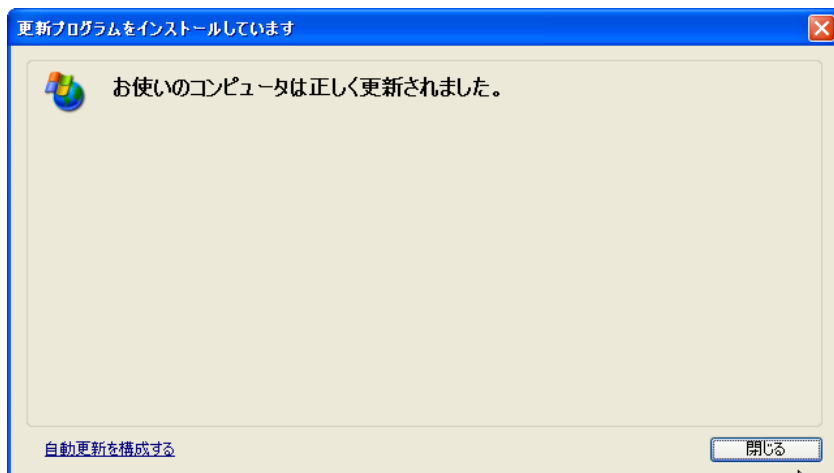 更新プログラムをインストールしています
お使いのコンピュータは正しく更新されました。
自動更新を構成する
閉じる